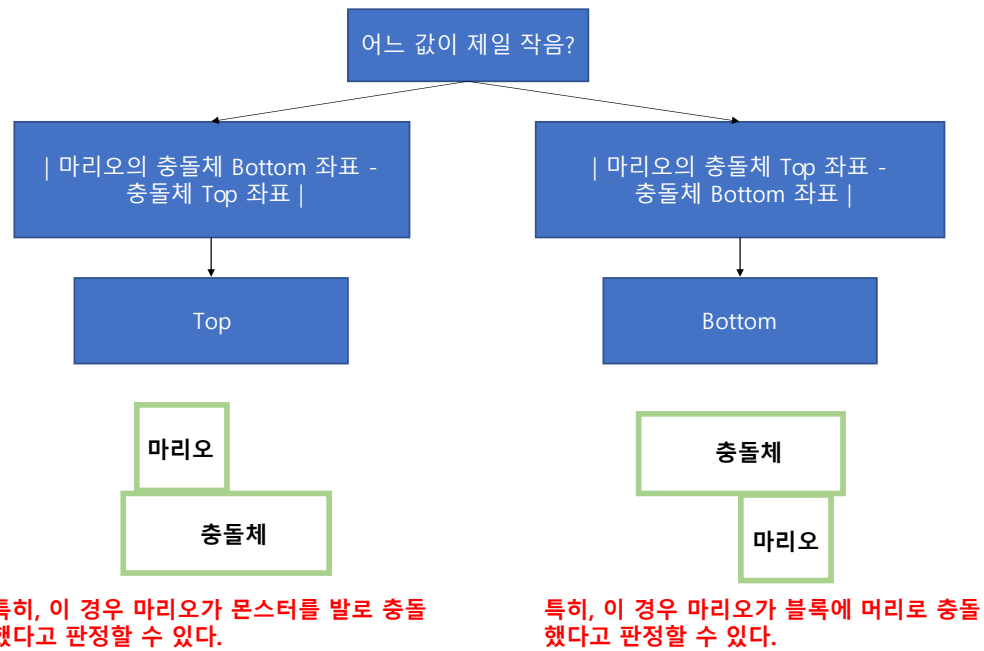 어느 값이 제일 작음?
| 마리오의 충돌체 Bottom 좌표 -
충돌체 Top 좌표 |
| 마리오의 충돌체 Top 좌표 -
충돌체 Bottom 좌표 |
Top
Bottom
마리오
충돌체
충돌체
마리오
특히, 이 경우 마리오가 몬스터를 발로 충돌
했다고 판정할 수 있다.
특히, 이 경우 마리오가 블록에 머리로 충돌
했다고 판정할 수 있다.